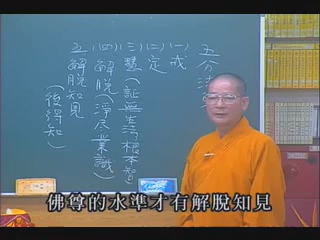 五分法
(一)戒
(二)定
(三)慧(証無生法根本智
(四)解脫(淨尽業識)
五解脫知見
(後得知)
佛尊的水準才有解脫知見